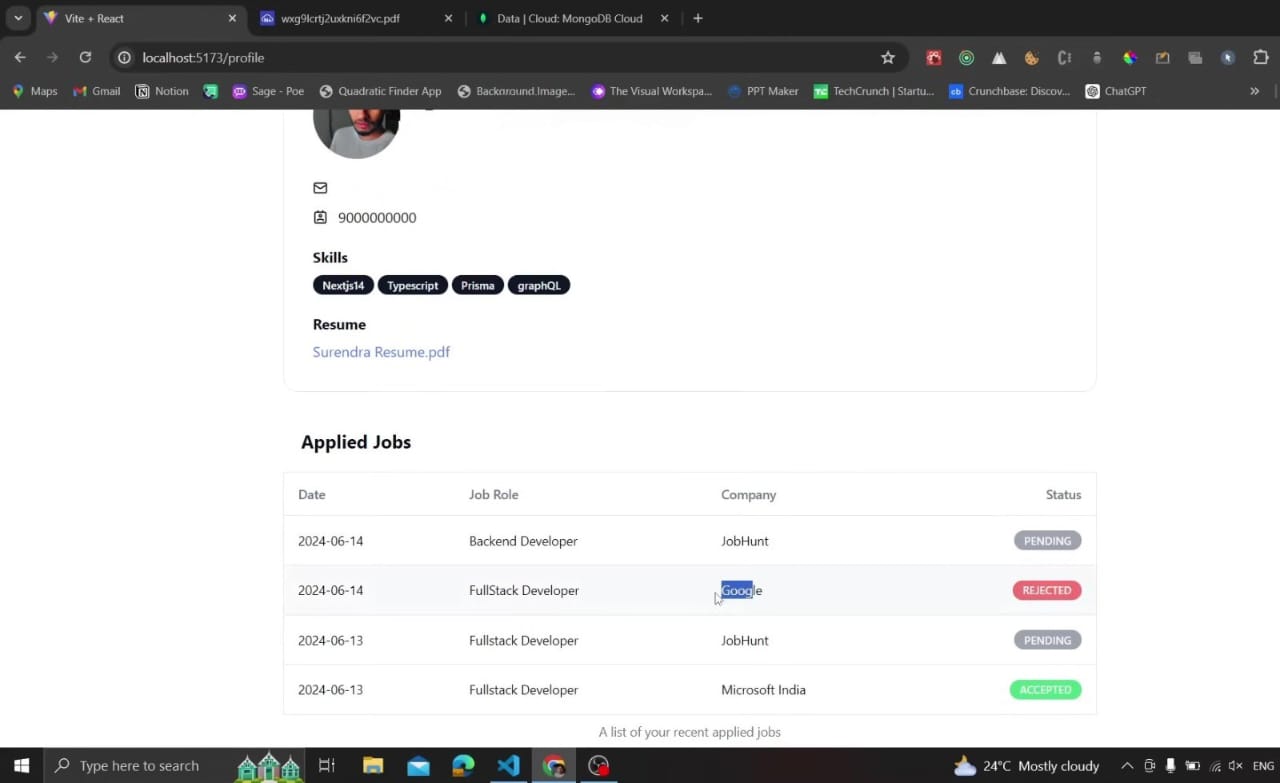 Vite + React
wxg9lcrtj2uxkni6f2vc.pdf
Data | Cloud: MongoDB Cloud
localhost:5173/profile
Maps
Gmail
Notion
Sage - Poe
Quadratic Finder App
Background Image...
The Visual Workspa...
PPT Maker
TechCrunch | Startu...
Crunchbase: Discov...
ChatGPT
9000000000
Skills
Nextjs14 Typescript Prisma graphQL
Resume
Surendra Resume.pdf
Applied Jobs
Date Job Role Company Status
2024-06-14 Backend Developer JobHunt PENDING
2024-06-14 FullStack Developer Google REJECTED
2024-06-13 Fullstack Developer JobHunt PENDING
2024-06-13 Fullstack Developer Microsoft India ACCEPTED
A list of your recent applied jobs
Type here to search
24°C Mostly cloudy
ENG